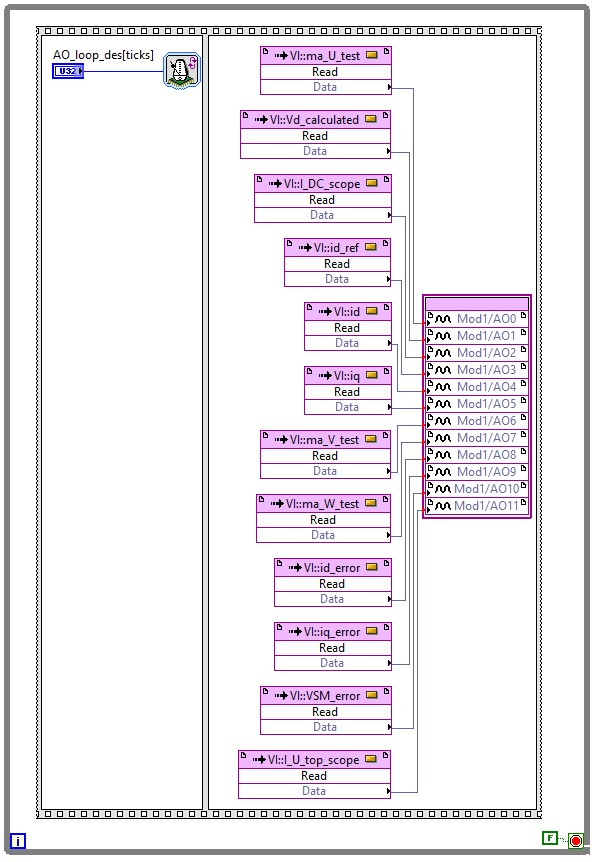 AO_loop_des[ticks]
U32
VI::ma_U_test
Read
Data
VI::Vd_calculated
Read
Data
VI::I_DC_scope
Read
Data
VI::id_ref
Read
Data
VI::id
Read
Data
VI::iq
Read
Data
VI::ma_V_test
Read
Data
VI::ma_W_test
Read
Data
VI::id_error
Read
Data
VI::iq_error
Read
Data
VI::VSM_error
Read
Data
VI::I_U_top_scope
Read
Data
Mod1/AO0
Mod1/AO1
Mod1/AO2
Mod1/AO3
Mod1/AO4
Mod1/AO5
Mod1/AO6
Mod1/AO7
Mod1/AO8
Mod1/AO9
Mod1/AO10
Mod1/AO11
i
F